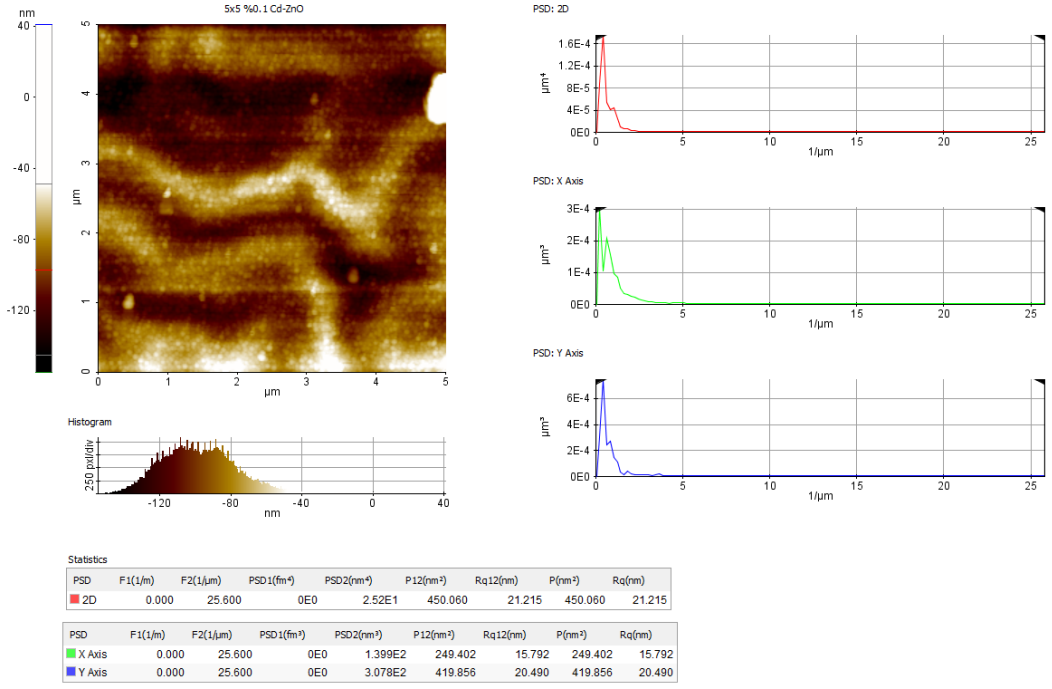 nm
40
0
-40
-80
-120
5x5 %0.1 Cd-ZnO
5
4
3
µm
2
1
0
0 1 2 3 4 5
µm
Histogram
250 pxl/div
-120 -80 -40 0 40
nm
PSD: 2D
1.6E-4
1.2E-4
µm⁴
8E-5
4E-5
0E0
0 5 10 15 20
1/µm
PSD: X Axis
3E-4
2E-4
µm³
1E-4
0E0
0 5 10 15 20
1/µm
PSD: Y Axis
6E-4
4E-4
µm³
2E-4
0E0
0 5 10 15 20
1/µm
Statistics
PSD F1(1/m) F2(1/µm) PSD1(fm⁴) PSD2(nm⁴) P12(nm²) Rq12(nm) P(nm²) Rq(nm)
2D 0.000 25.600 0E0 2.52E1 450.060 21.215 450.060 21.215
PSD F1(1/m) F2(1/µm) PSD1(fm³) PSD2(nm³) P12(nm²) Rq12(nm) P(nm²) Rq(nm)
X Axis 0.000 25.600 0E0 1.399E2 249.402 15.792 249.402 15.792
Y Axis 0.000 25.600 0E0 3.078E2 419.856 20.490 419.856 20.490